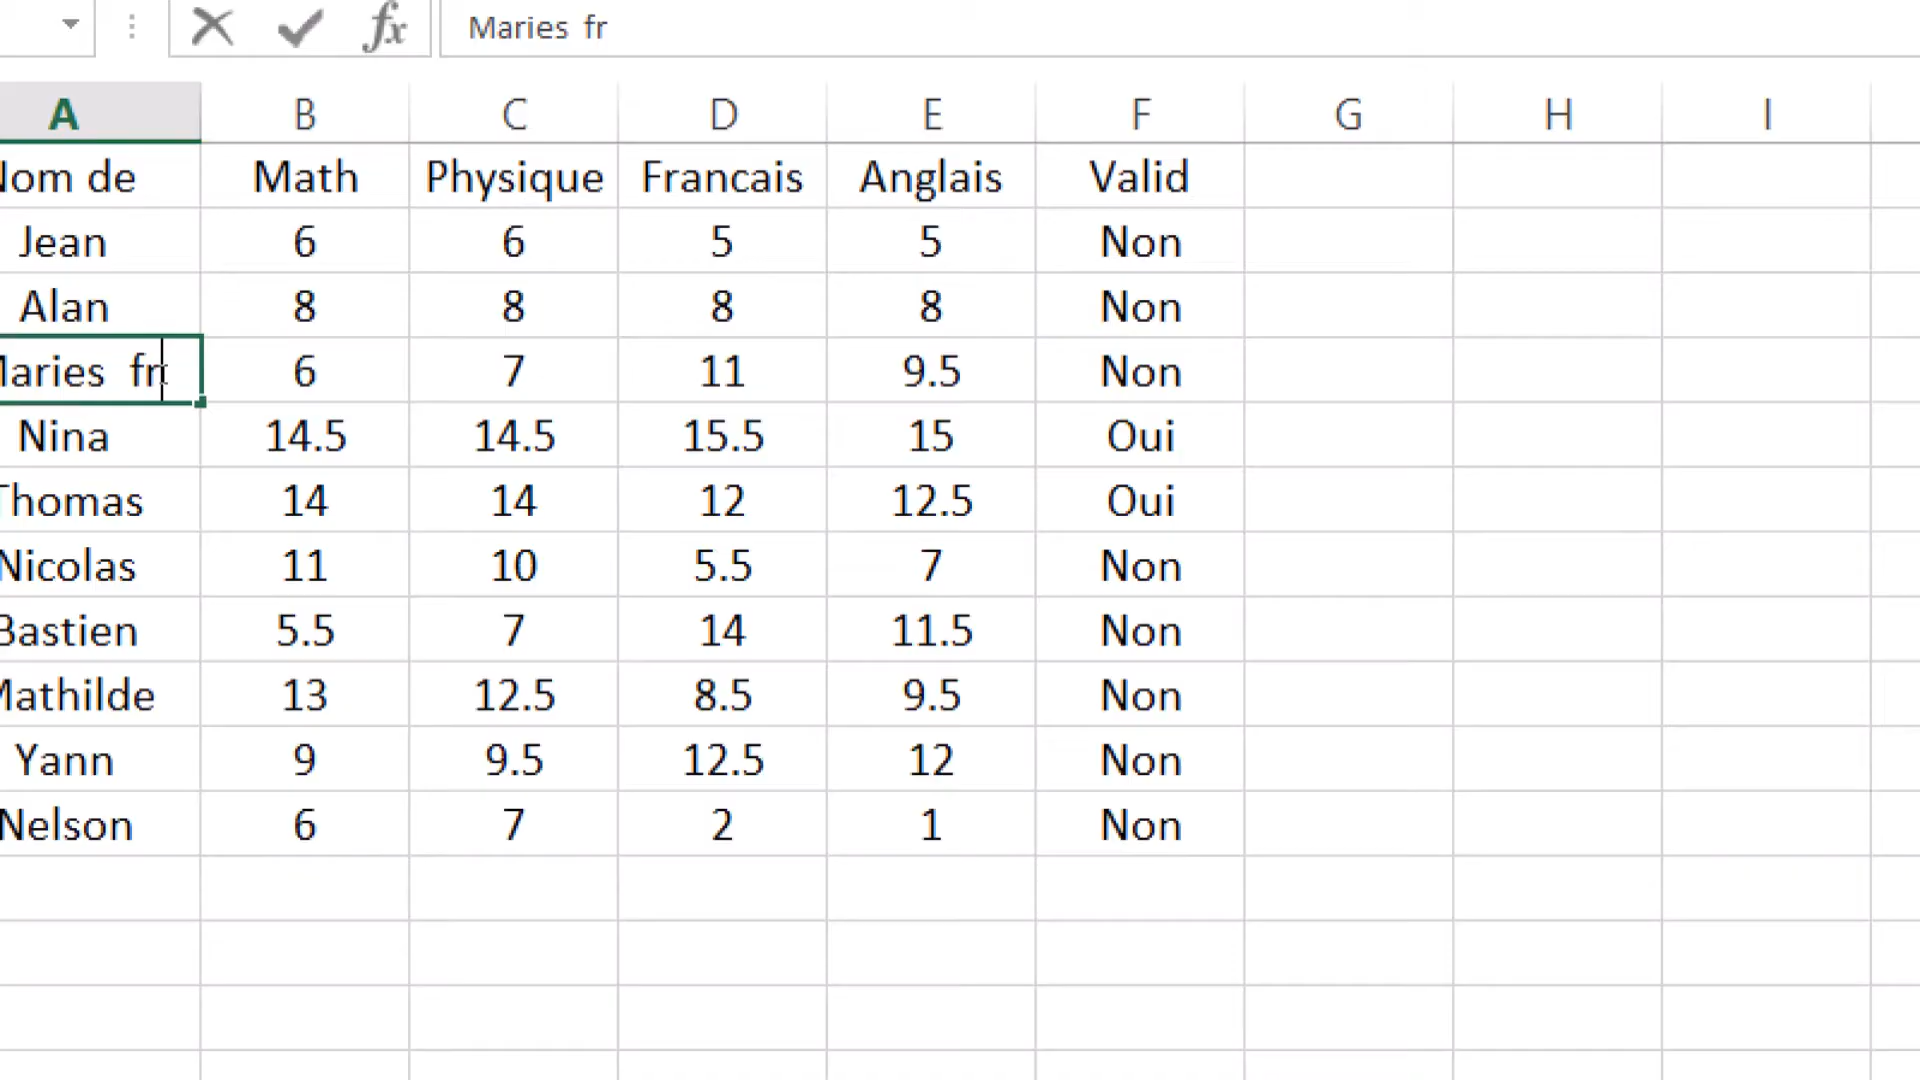 Maries  fr
A B C D E F G H I
Nom de Math Physique Francais Anglais Valid
Jean 6 6 5 5 Non
Alan 8 8 8 8 Non
Maries  fr 6 7 11 9.5 Non
Nina 14.5 14.5 15.5 15 Oui
Thomas 14 14 12 12.5 Oui
Nicolas 11 10 5.5 7 Non
Bastien 5.5 7 14 11.5 Non
Mathilde 13 12.5 8.5 9.5 Non
Yann 9 9.5 12.5 12 Non
Nelson 6 7 2 1 Non